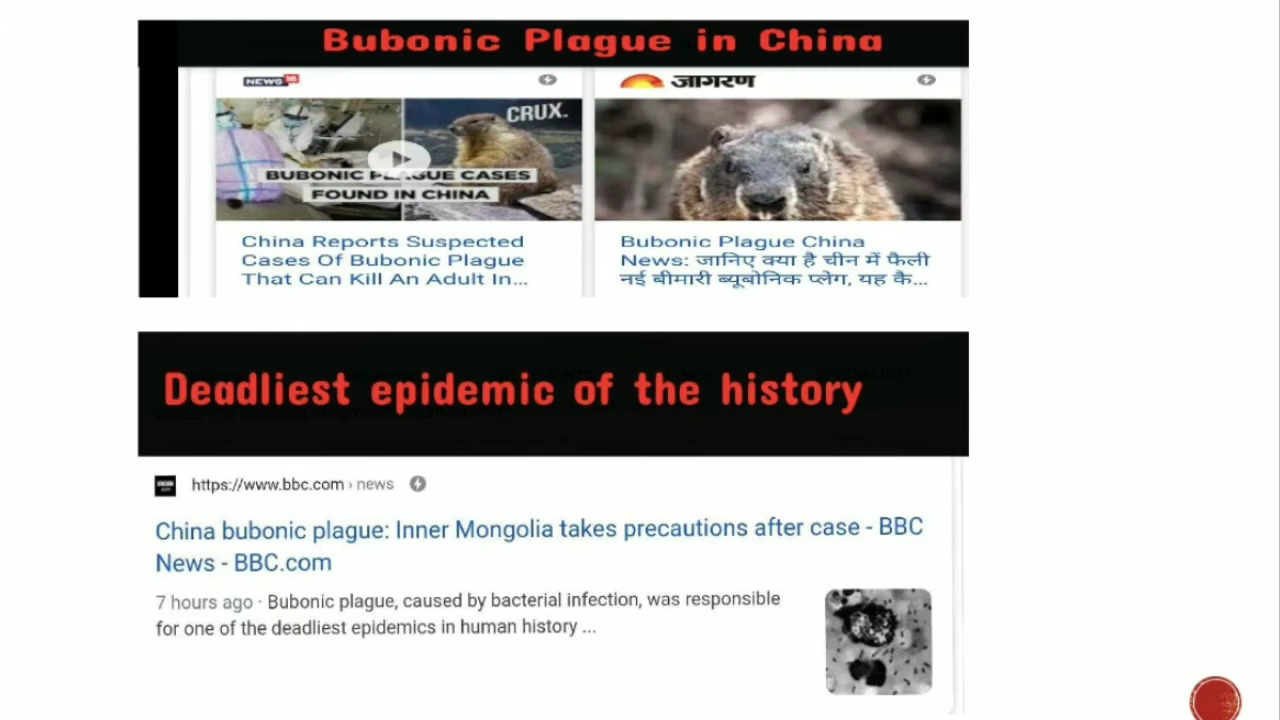 Bubonic Plague in China
NEWS18
जागरण
CRUX.
BUBONIC PLAGUE CASES
FOUND IN CHINA
China Reports Suspected
Cases Of Bubonic Plague
That Can Kill An Adult In...
Bubonic Plague China
News: जानिए क्या है चीन में फैली
नई बीमारी ब्यूबोनिक प्लेग, यह कै...
Deadliest epidemic of the history
https://www.bbc.com › news
China bubonic plague: Inner Mongolia takes precautions after case - BBC
News - BBC.com
7 hours ago · Bubonic plague, caused by bacterial infection, was responsible
for one of the deadliest epidemics in human history ...